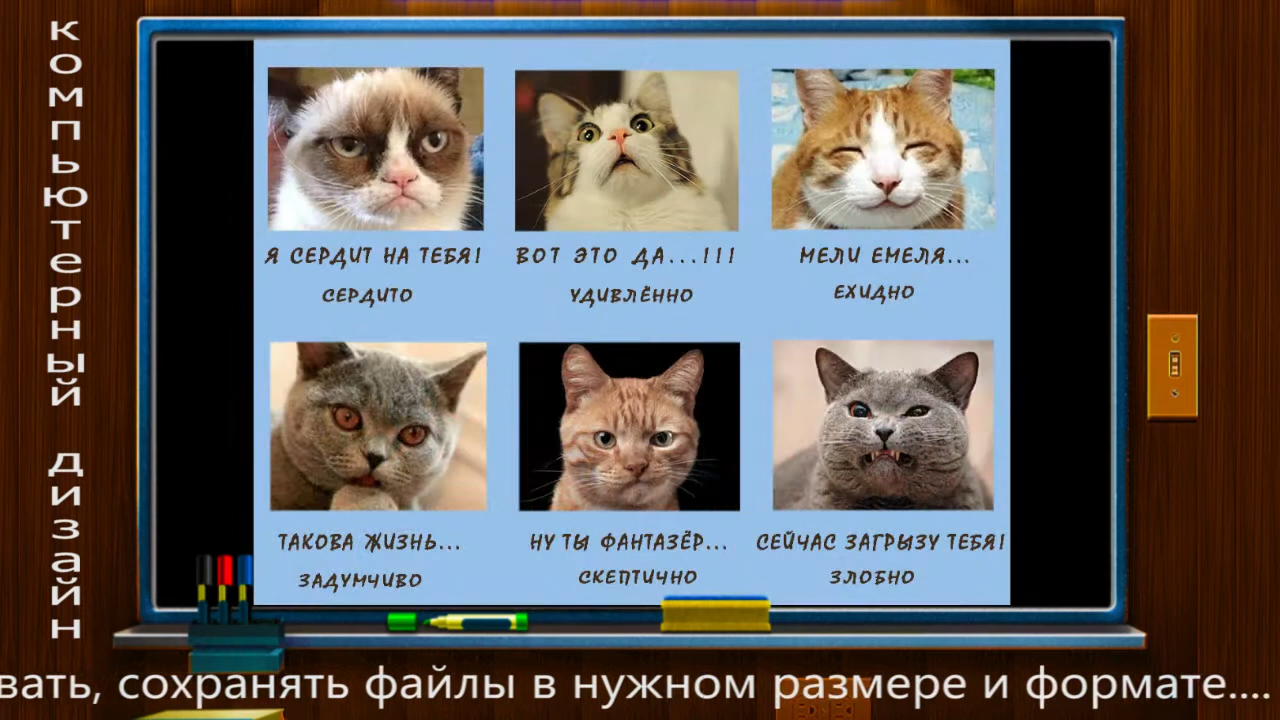 компьютерный дизайн
Я СЕРДИТ НА ТЕБЯ!
СЕРДИТО
ВОТ ЭТО ДА...!!!
УДИВЛЁННО
МЕЛИ ЕМЕЛЯ...
ЕХИДНО
ТАКОВА ЖИЗНЬ...
ЗАДУМЧИВО
НУ ТЫ ФАНТАЗЁР...
СКЕПТИЧНО
СЕЙЧАС ЗАГРЫЗУ ТЕБЯ!
ЗЛОБНО
вать, сохранять файлы в нужном размере и формате....